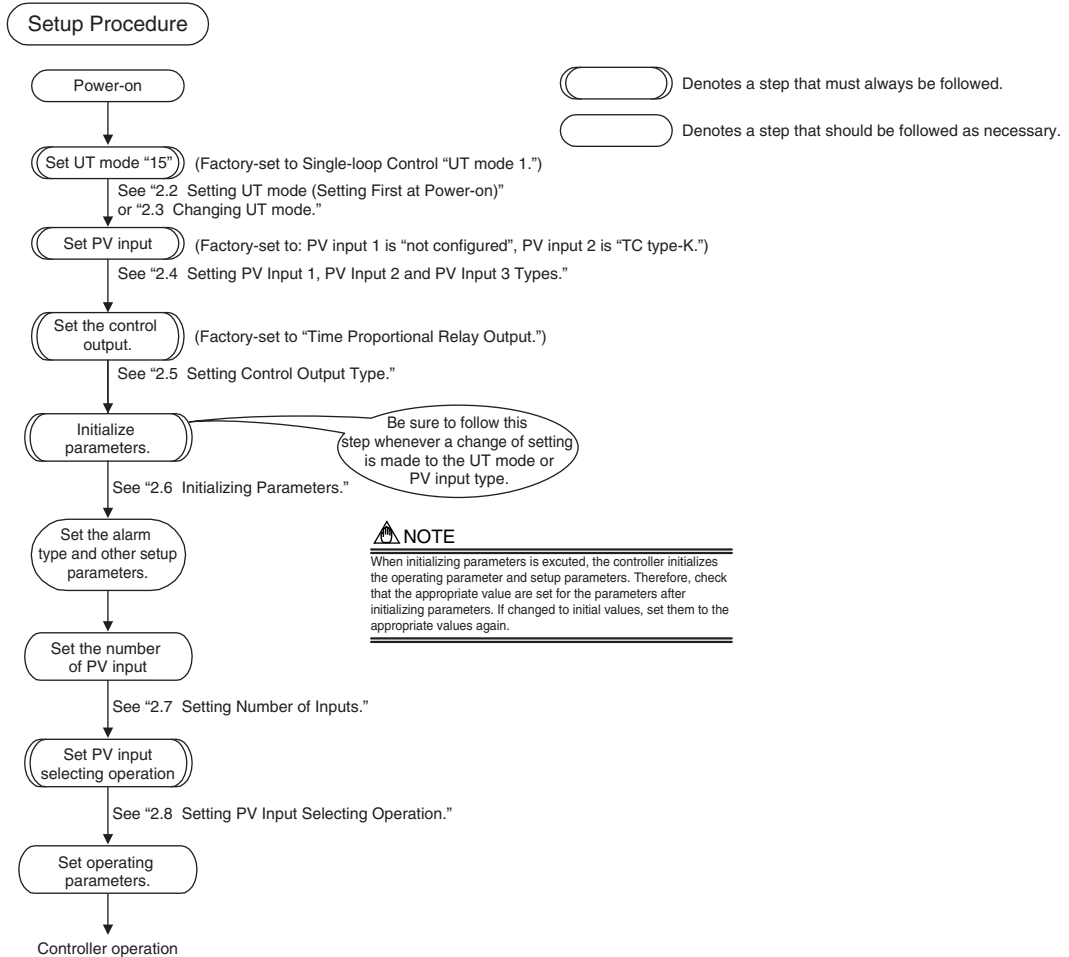 Setup Procedure
Power-on
Denotes a step that must always be followed.
Denotes a step that should be followed as necessary.
Set UT mode “15”
(Factory-set to Single-loop Control “UT mode 1.”)
See “2.2 Setting UT mode (Setting First at Power-on)”
or “2.3 Changing UT mode.”
Set PV input
(Factory-set to: PV input 1 is “not configured”, PV input 2 is “TC type-K.”)
See “2.4 Setting PV Input 1, PV Input 2 and PV Input 3 Types.”
Set the control
output.
(Factory-set to “Time Proportional Relay Output.”)
See “2.5 Setting Control Output Type.”
Initialize
parameters.
Be sure to follow this
step whenever a change of setting
is made to the UT mode or
PV input type.
See “2.6 Initializing Parameters.”
Set the alarm
type and other setup
parameters.
NOTE
When initializing parameters is excuted, the controller initializes
the operating parameter and setup parameters. Therefore, check
that the appropriate value are set for the parameters after
initializing parameters. If changed to initial values, set them to the
appropriate values again.
Set the number
of PV input
See “2.7 Setting Number of Inputs.”
Set PV input
selecting operation
See “2.8 Setting PV Input Selecting Operation.”
Set operating
parameters.
Controller operation